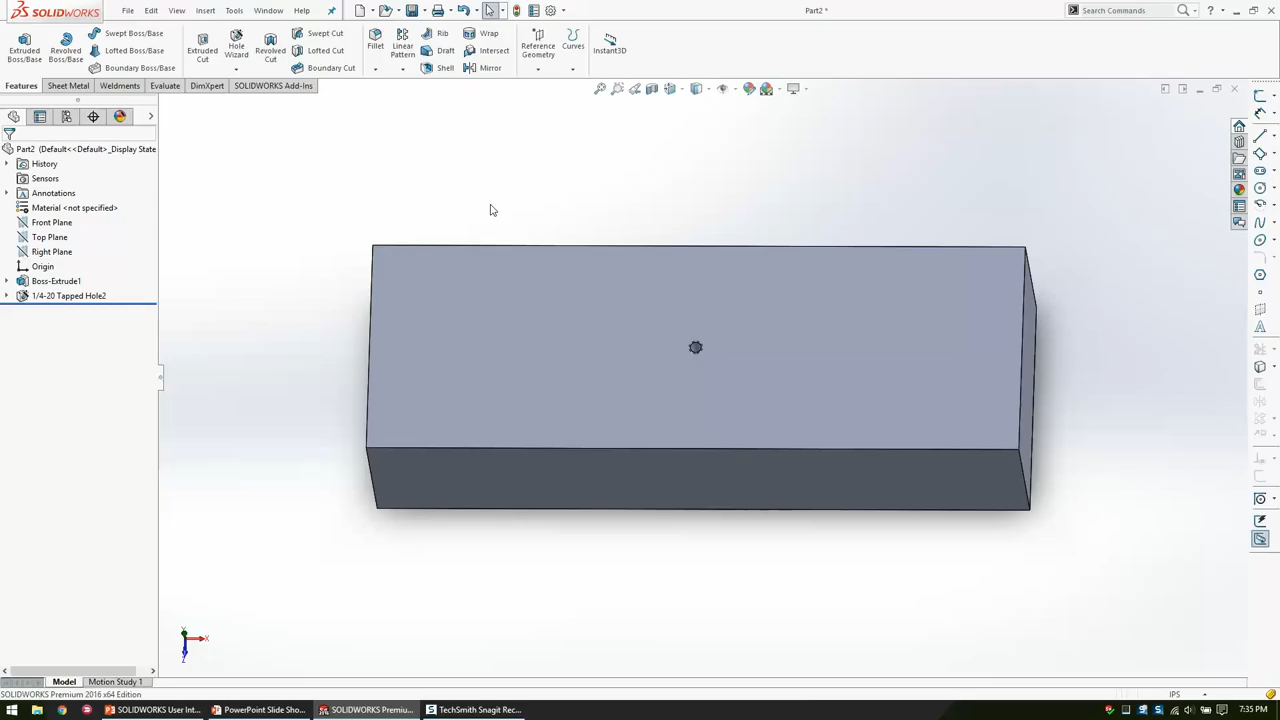 SOLIDWORKS File Edit View Insert Tools Window Help Part2 * Search Commands ?
Extruded Boss/Base Revolved Boss/Base Swept Boss/Base Lofted Boss/Base Boundary Boss/Base Extruded Cut Hole Wizard Revolved Cut Swept Cut Lofted Cut Boundary Cut Fillet Linear Pattern Rib Draft Shell Wrap Intersect Mirror Reference Geometry Curves Instant3D
Features Sheet Metal Weldments Evaluate DimXpert SOLIDWORKS Add-Ins
Part2 (Default<<Default>_Display State
History
Sensors
Annotations
Material <not specified>
Front Plane
Top Plane
Right Plane
Origin
Boss-Extrude1
1/4-20 Tapped Hole2
Y
X
Z
Model Motion Study 1
SOLIDWORKS Premium 2016 x64 Edition IPS
SOLIDWORKS User Int... PowerPoint Slide Sho... SOLIDWORKS Premiu... TechSmith Snagit Rec... 7:35 PM